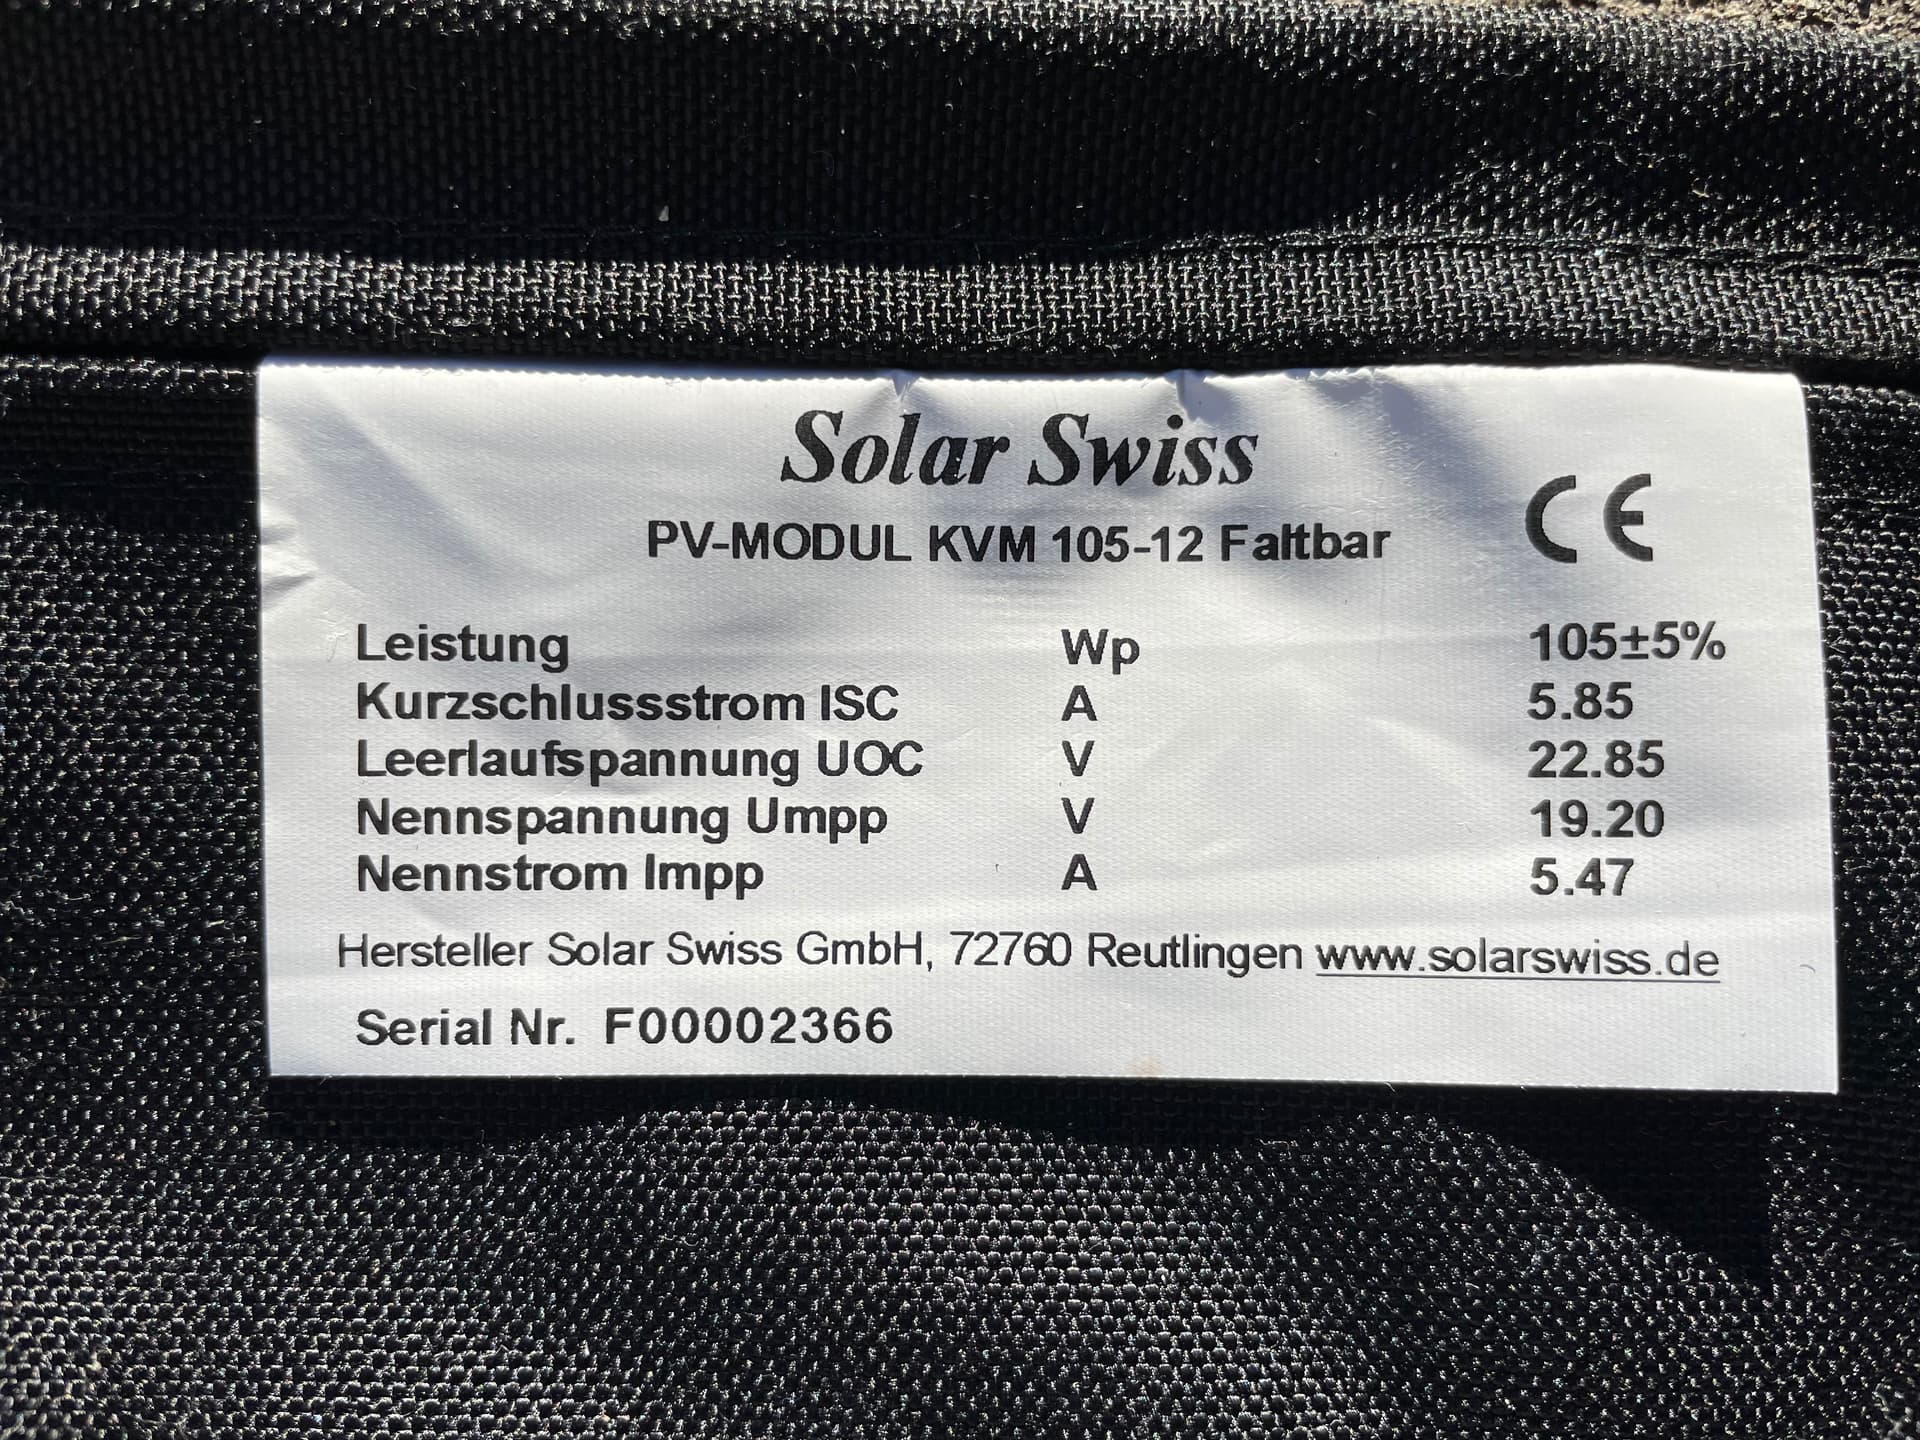 Solar Swiss
CE
PV-MODUL KVM 105-12 Faltbar
Leistung Wp 105±5%
Kurzschlussstrom ISC A 5.85
Leerlaufspannung UOC V 22.85
Nennspannung Umpp V 19.20
Nennstrom Impp A 5.47
Hersteller Solar Swiss GmbH, 72760 Reutlingen www.solarswiss.de
Serial Nr. F00002366